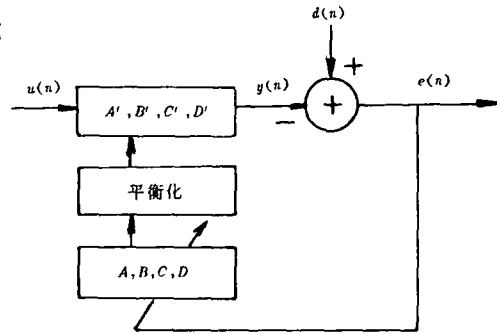 d(n)
+
u(n)
A', B', C', D'
y(n)
−
+
e(n)
平衡化
A, B, C, D